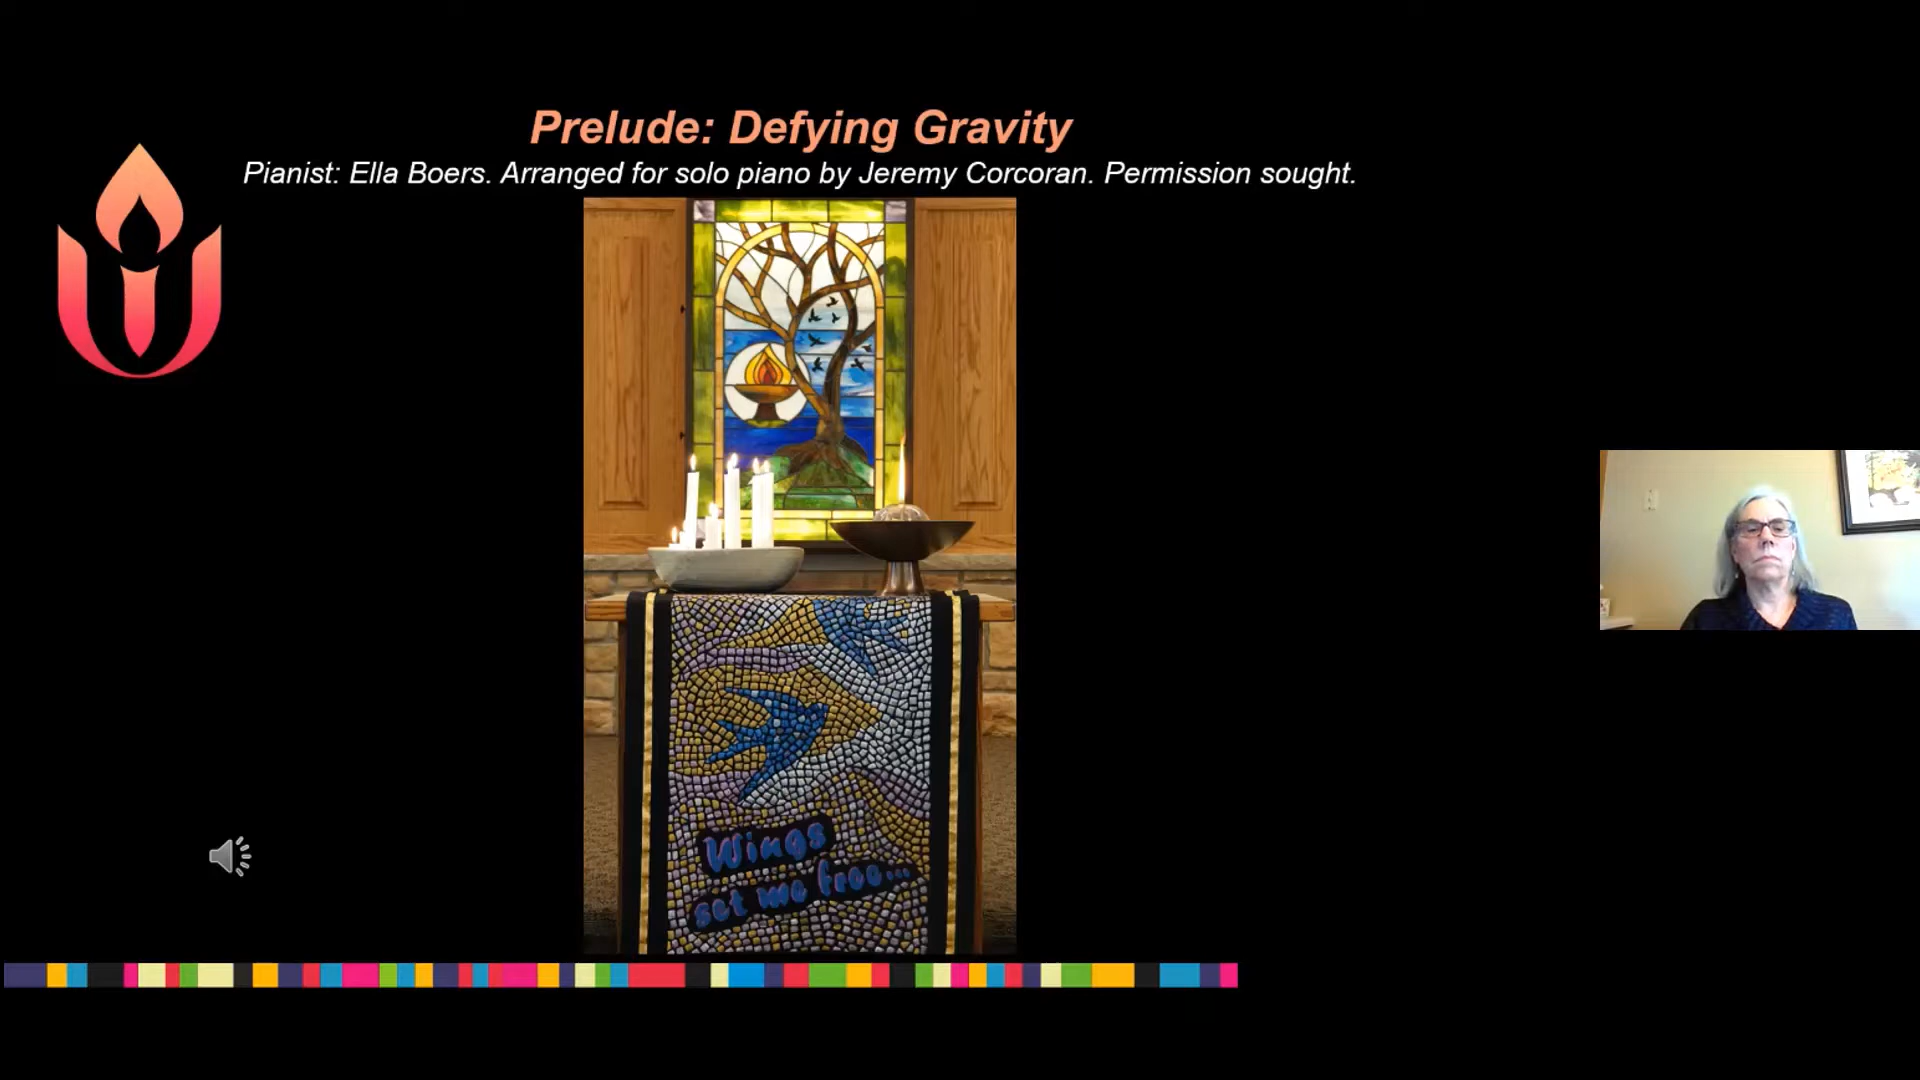 Prelude: Defying Gravity
Pianist: Ella Boers. Arranged for solo piano by Jeremy Corcoran. Permission sought.
Wings
set me free...